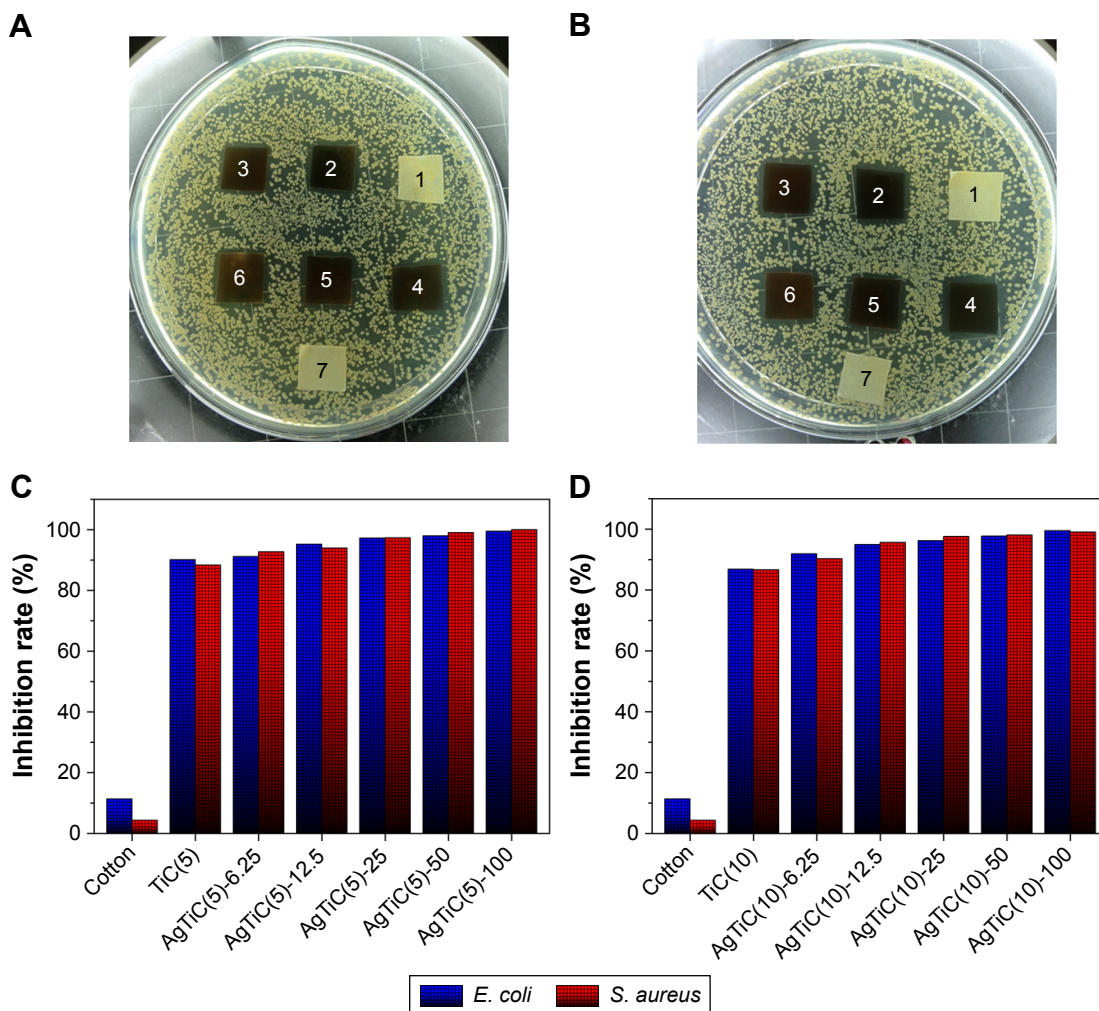 A
B
3
2
1
6
5
4
7
3
2
1
6
5
4
7
C
Inhibition rate (%)
100
80
60
40
20
0
Cotton
TiC(5)
AgTiC(5)-6.25
AgTiC(5)-12.5
AgTiC(5)-25
AgTiC(5)-50
AgTiC(5)-100
D
Inhibition rate (%)
100
80
60
40
20
0
Cotton
TiC(10)
AgTiC(10)-6.25
AgTiC(10)-12.5
AgTiC(10)-25
AgTiC(10)-50
AgTiC(10)-100
E. coli
S. aureus